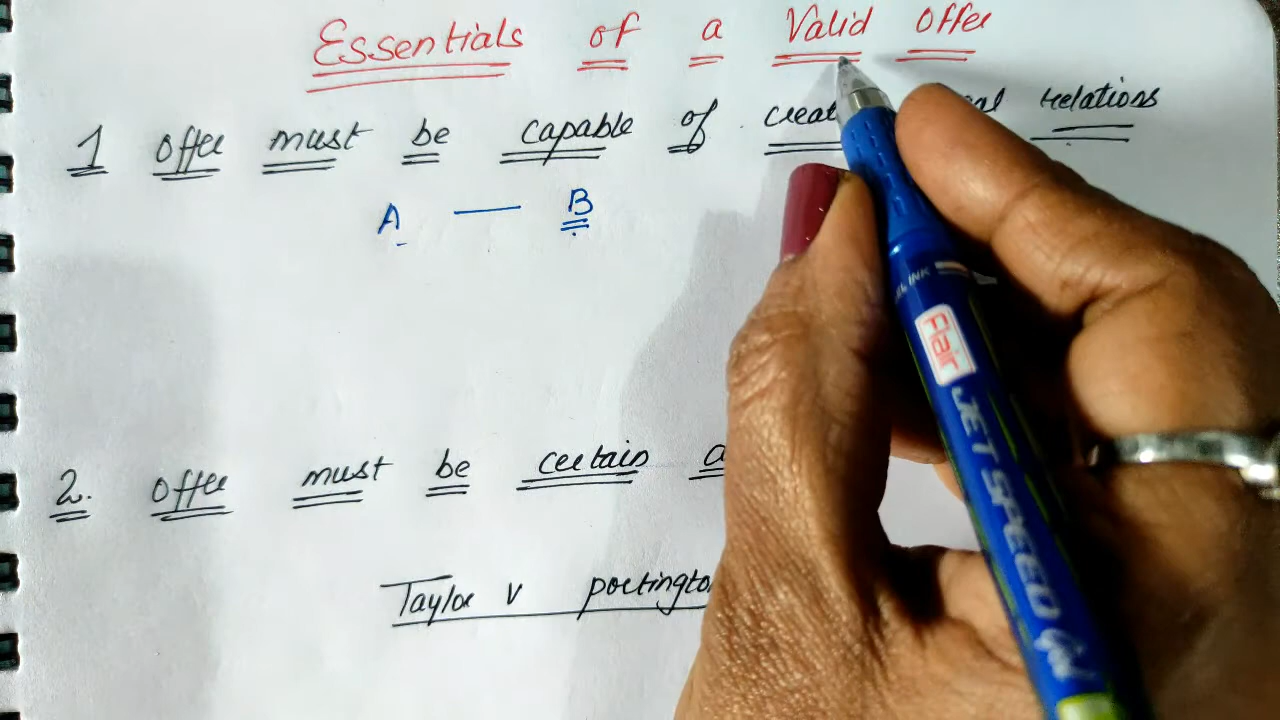 Essentials of a Valid Offer
1 Offer must be capable of creat relations
A — B
2. Offer must be certain a
Taylor v portington
Flair
JET SPEED Gel